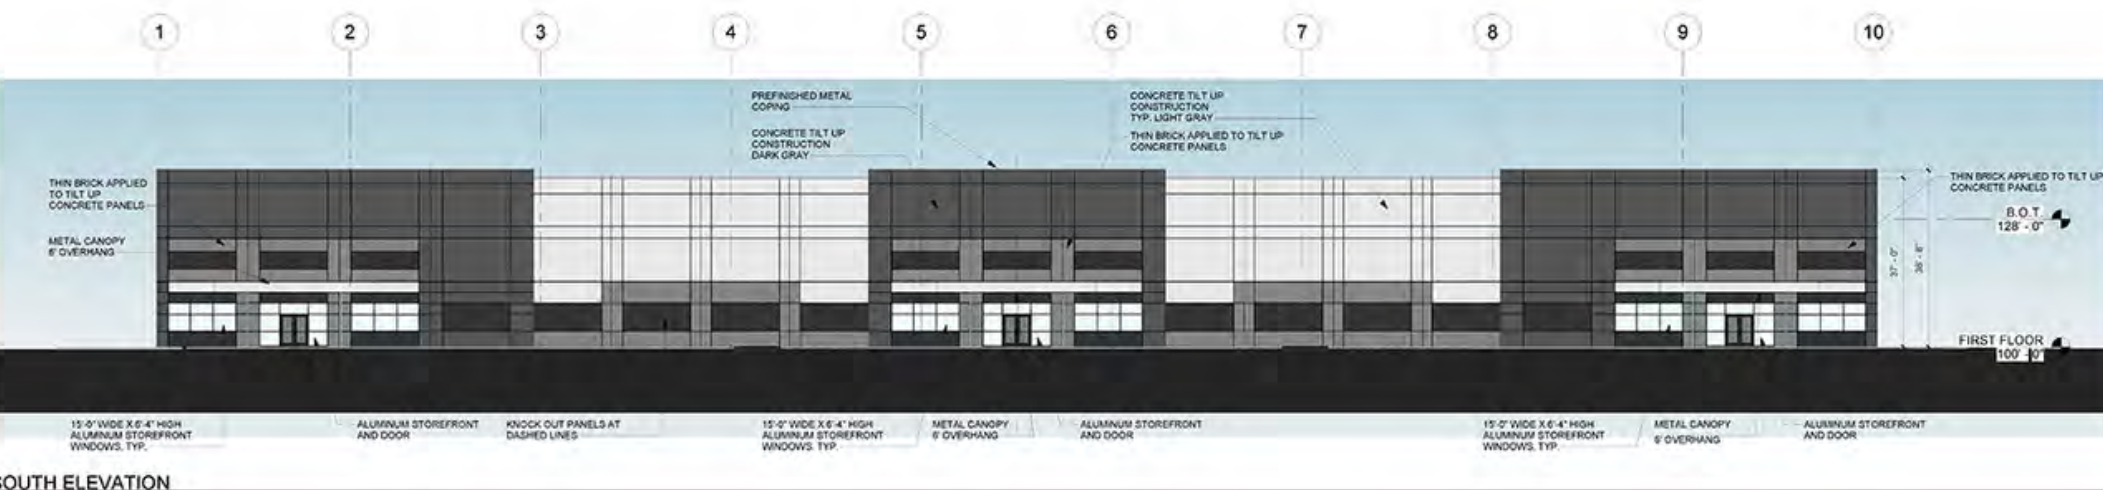 1 2 3 4 5 6 7 8 9 10
PREFINISHED METAL
COPING
CONCRETE TILT UP
CONSTRUCTION
DARK GRAY
CONCRETE TILT UP
CONSTRUCTION
TYP. LIGHT GRAY
THIN BRICK APPLIED TO TILT UP
CONCRETE PANELS
THIN BRICK APPLIED
TO TILT UP
CONCRETE PANELS
METAL CANOPY
6' OVERHANG
THIN BRICK APPLIED TO TILT UP
CONCRETE PANELS
B.O.T.
128' - 0"
37' - 0"
38' - 6"
FIRST FLOOR
100' - 0"
15'-0" WIDE X 6'-4" HIGH
ALUMINUM STOREFRONT
WINDOWS, TYP.
ALUMINUM STOREFRONT
AND DOOR
KNOCK OUT PANELS AT
DASHED LINES
15'-0" WIDE X 6'-4" HIGH
ALUMINUM STOREFRONT
WINDOWS, TYP.
METAL CANOPY
6' OVERHANG
ALUMINUM STOREFRONT
AND DOOR
15'-0" WIDE X 6'-4" HIGH
ALUMINUM STOREFRONT
WINDOWS, TYP.
METAL CANOPY
6' OVERHANG
ALUMINUM STOREFRONT
AND DOOR
SOUTH ELEVATION